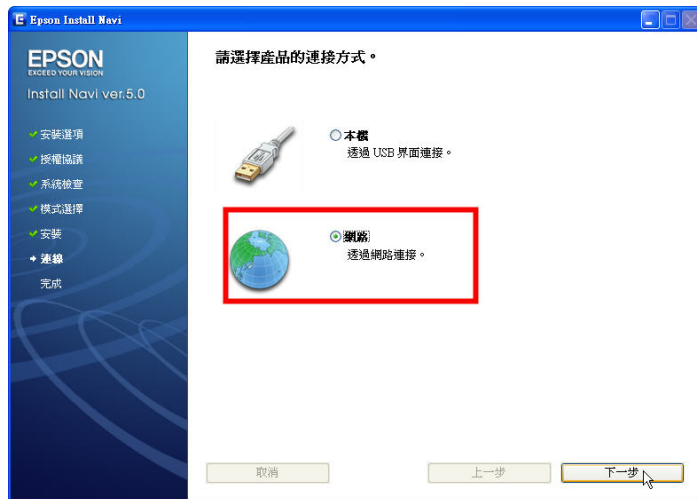 Epson Install Navi
EPSON
EXCEED YOUR VISION
Install Navi ver.5.0
安裝選項
授權協議
系統檢查
模式選擇
安裝
連線
完成
請選擇產品的連接方式。
本機
透過 USB 界面連接。
網路
透過網路連接。
取消
上一步
下一步